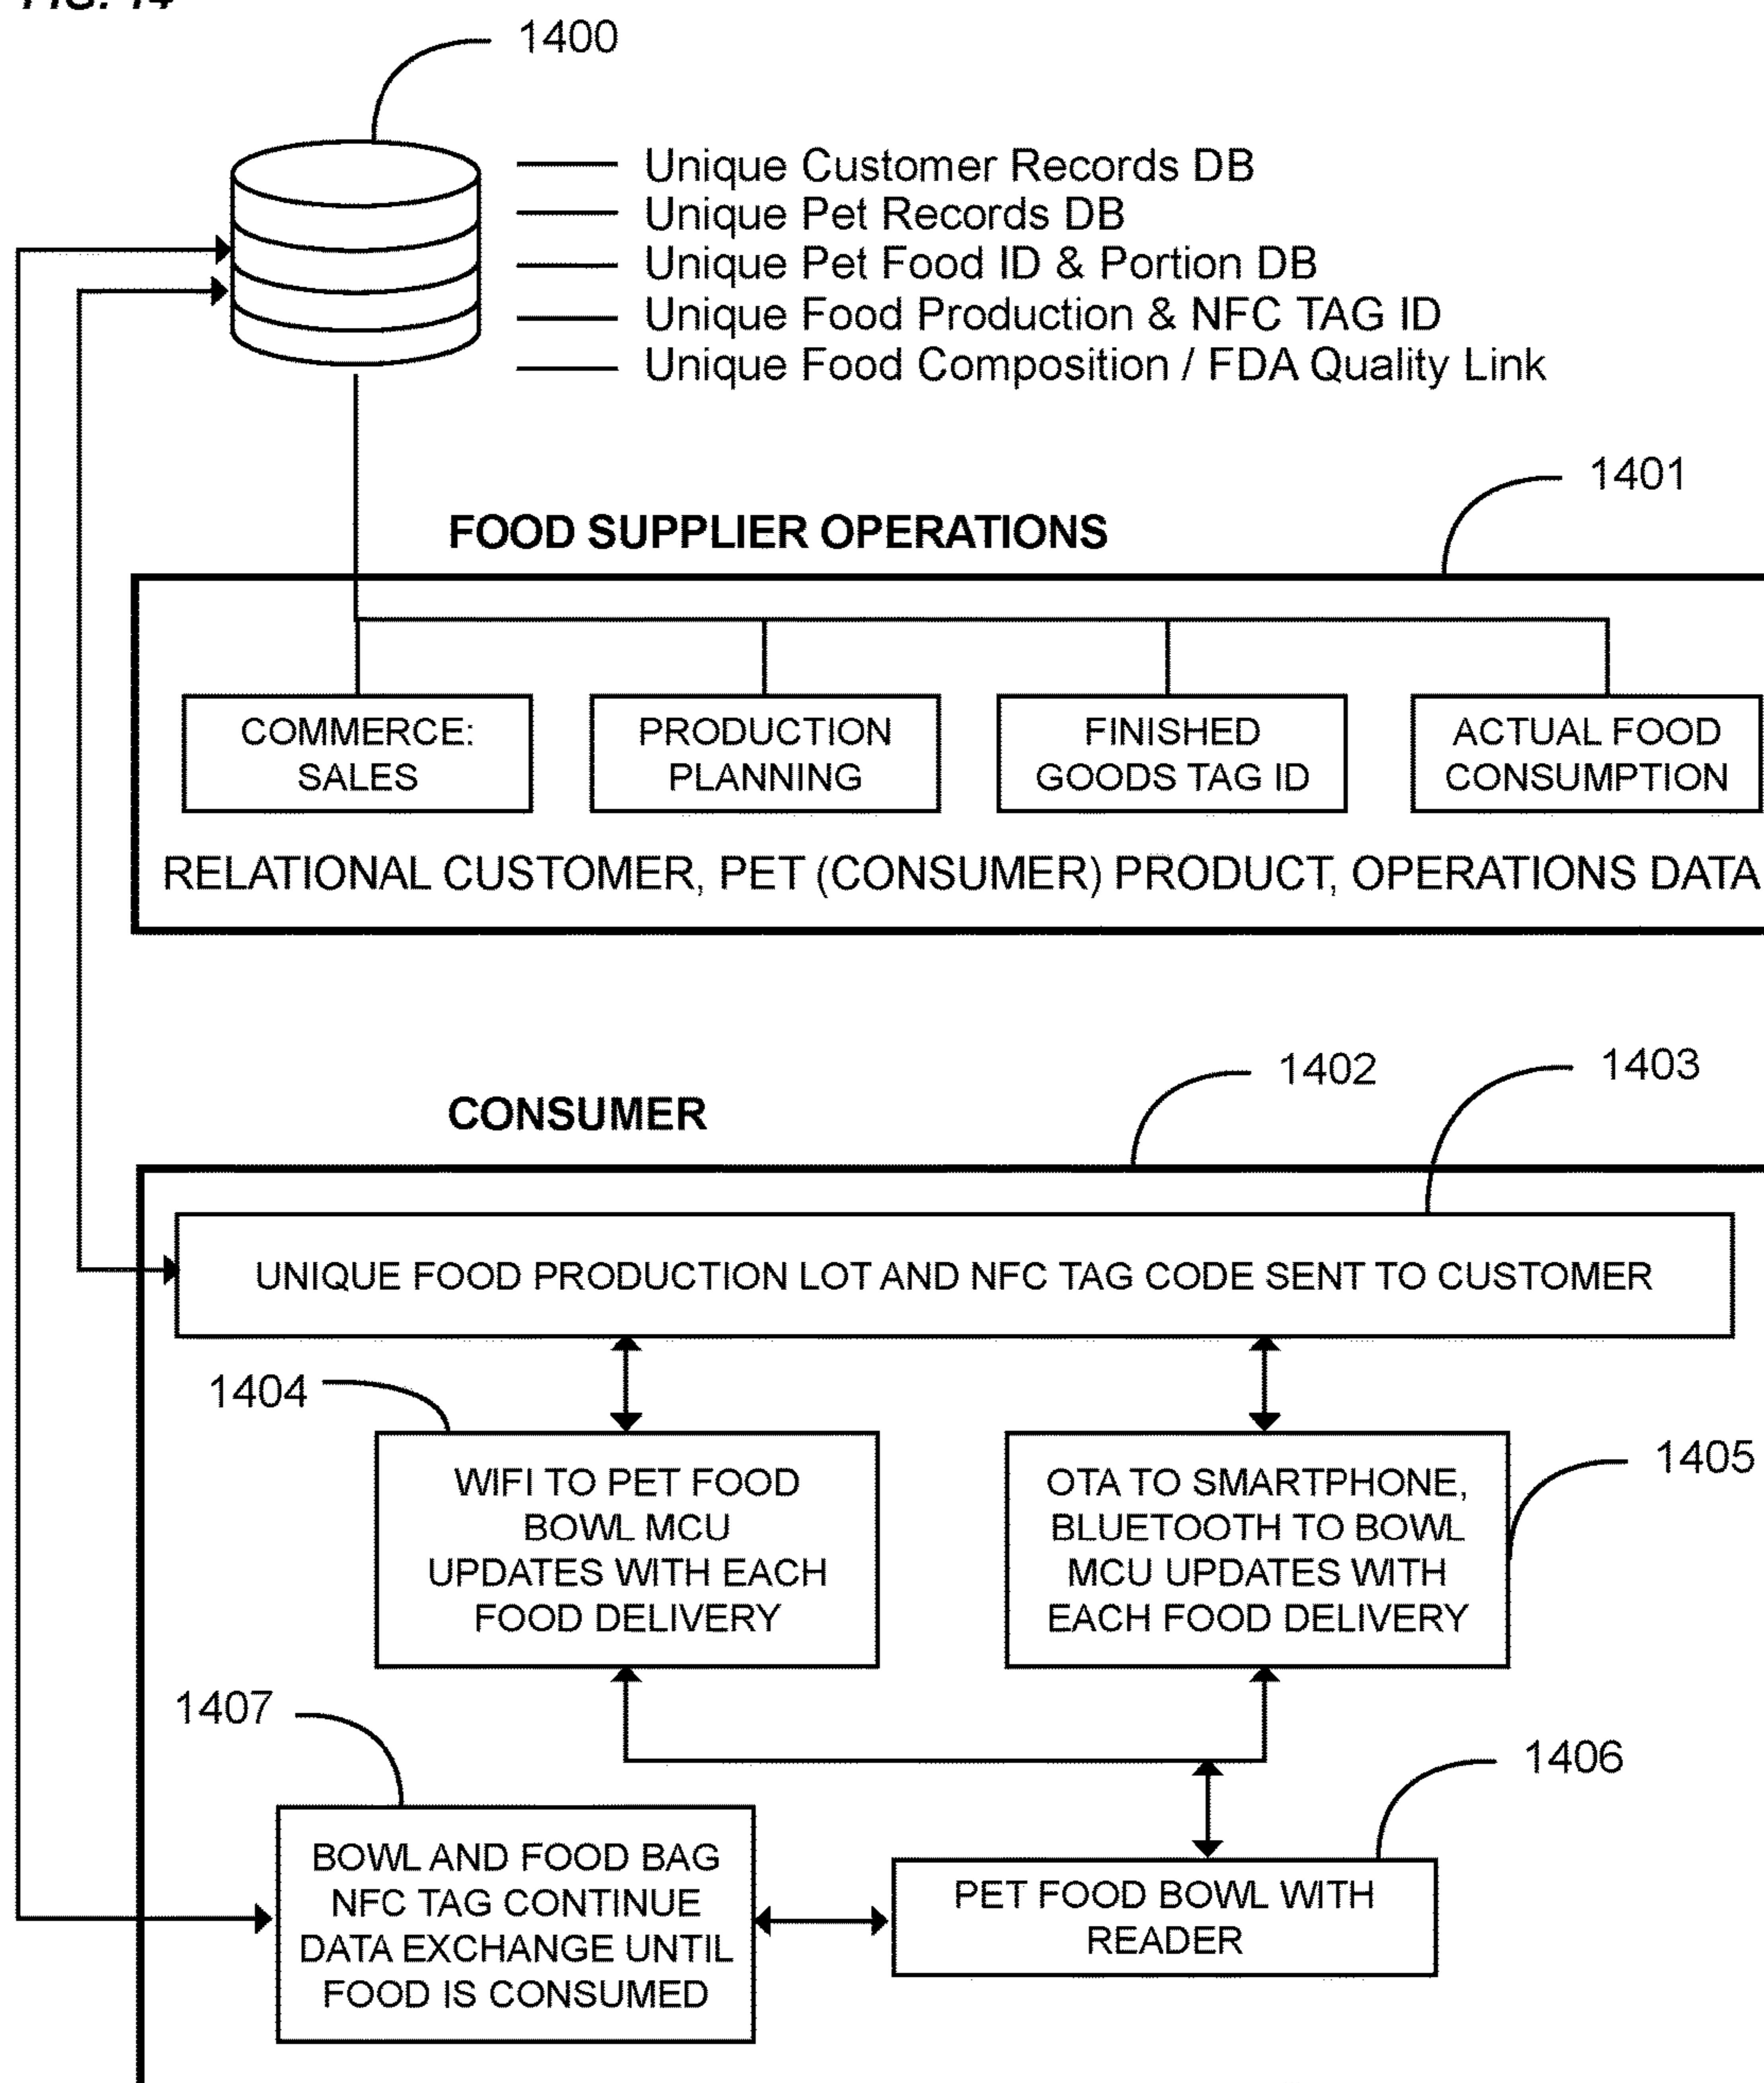 FIG. 14
1400
Unique Customer Records DB
Unique Pet Records DB
Unique Pet Food ID & Portion DB
Unique Food Production & NFC TAG ID
Unique Food Composition / FDA Quality Link
1401
FOOD SUPPLIER OPERATIONS
COMMERCE:
SALES
PRODUCTION
PLANNING
FINISHED
GOODS TAG ID
ACTUAL FOOD
CONSUMPTION
RELATIONAL CUSTOMER, PET (CONSUMER) PRODUCT, OPERATIONS DATA
1402
1403
CONSUMER
UNIQUE FOOD PRODUCTION LOT AND NFC TAG CODE SENT TO CUSTOMER
1404
WIFI TO PET FOOD
BOWL MCU
UPDATES WITH EACH
FOOD DELIVERY
OTA TO SMARTPHONE,
BLUETOOTH TO BOWL
MCU UPDATES WITH
EACH FOOD DELIVERY
1405
1407
1406
BOWL AND FOOD BAG
NFC TAG CONTINUE
DATA EXCHANGE UNTIL
FOOD IS CONSUMED
PET FOOD BOWL WITH
READER